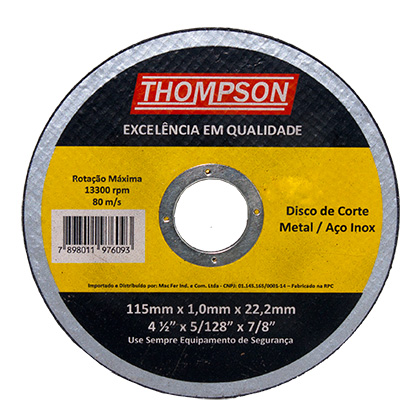 THOMPSON
EXCELÊNCIA EM QUALIDADE
Rotação Máxima
13300 rpm
80 m/s
Disco de Corte
Metal / Aço Inox
7 898011 976093
Importado e Distribuído por: Mac Fer Ind. e Com. Ltda - CNPJ: 01.145.165/0001-14 – Fabricado na RPC
115mm x 1,0mm x 22,2mm
4 ½" x 5/128" x 7/8"
Use Sempre Equipamento de Segurança